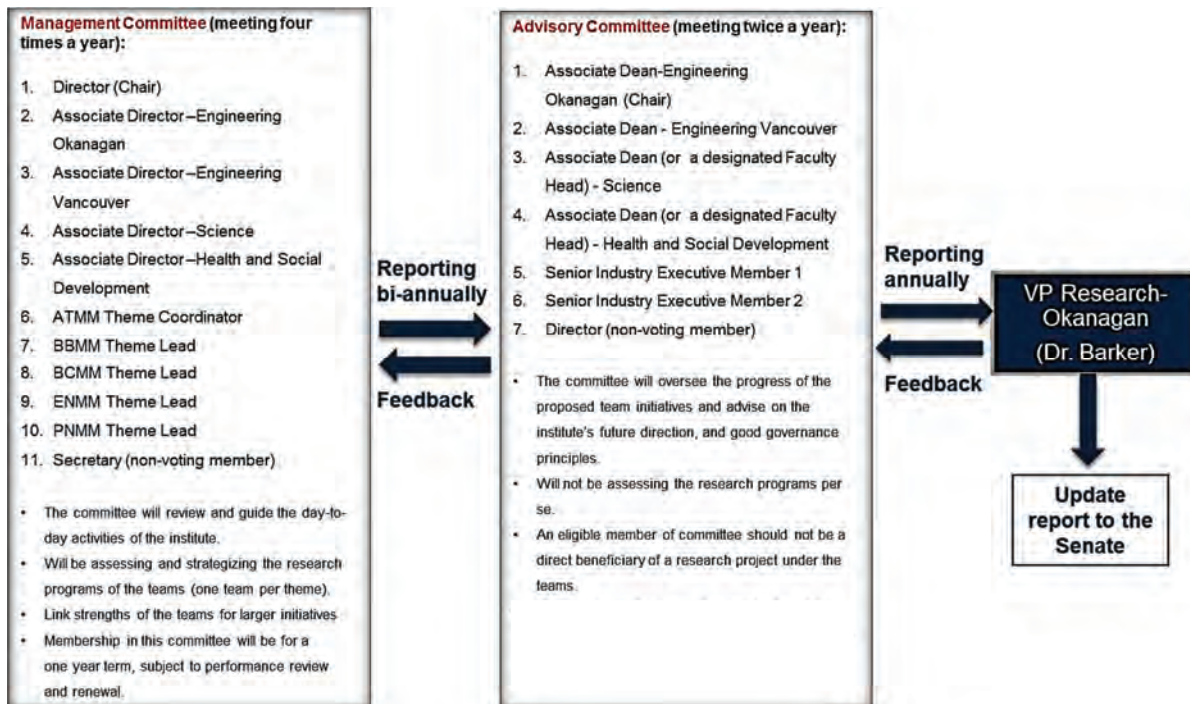 Management Committee (meeting four
times a year):
1. Director (Chair)
2. Associate Director –Engineering
Okanagan
3. Associate Director –Engineering
Vancouver
4. Associate Director –Science
5. Associate Director –Health and Social
Development
6. ATMM Theme Coordinator
7. BBMM Theme Lead
8. BCMM Theme Lead
9. ENMM Theme Lead
10. PNMM Theme Lead
11. Secretary (non-voting member)
• The committee will review and guide the day-to-
day activities of the institute.
• Will be assessing and strategizing the research
programs of the teams (one team per theme).
• Link strengths of the teams for larger initiatives
• Membership in this committee will be for a
one year term, subject to performance review
and renewal.
Reporting
bi-annually
Feedback
Advisory Committee (meeting twice a year):
1. Associate Dean-Engineering
Okanagan (Chair)
2. Associate Dean - Engineering Vancouver
3. Associate Dean (or a designated Faculty
Head) - Science
4. Associate Dean (or a designated Faculty
Head) - Health and Social Development
5. Senior Industry Executive Member 1
6. Senior Industry Executive Member 2
7. Director (non-voting member)
• The committee will oversee the progress of the
proposed team initiatives and advise on the
institute's future direction, and good governance
principles.
• Will not be assessing the research programs per
se.
• An eligible member of committee should not be a
direct beneficiary of a research project under the
teams.
Reporting
annually
Feedback
VP Research-
Okanagan
(Dr. Barker)
Update
report to the
Senate